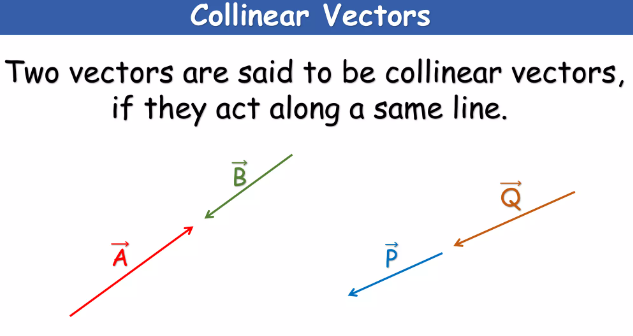 Collinear Vectors
Two vectors are said to be collinear vectors,
if they act along a same line.
B⃗
Q⃗
A⃗
P⃗